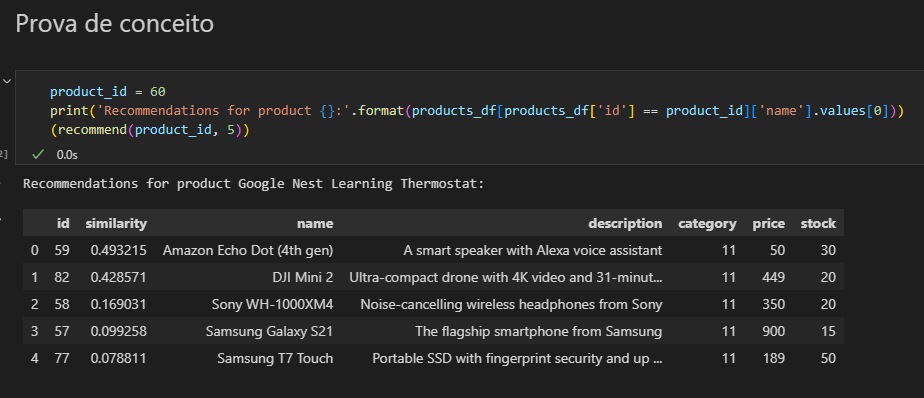 Prova de conceito
product_id = 60
print('Recommendations for product {}:'.format(products_df[products_df['id'] == product_id]['name'].values[0]))
(recommend(product_id, 5))
2] ✓ 0.0s
Recommendations for product Google Nest Learning Thermostat:
id similarity name description category price stock
0 59 0.493215 Amazon Echo Dot (4th gen) A smart speaker with Alexa voice assistant 11 50 30
1 82 0.428571 DJI Mini 2 Ultra-compact drone with 4K video and 31-minut... 11 449 20
2 58 0.169031 Sony WH-1000XM4 Noise-cancelling wireless headphones from Sony 11 350 20
3 57 0.099258 Samsung Galaxy S21 The flagship smartphone from Samsung 11 900 15
4 77 0.078811 Samsung T7 Touch Portable SSD with fingerprint security and up ... 11 189 50